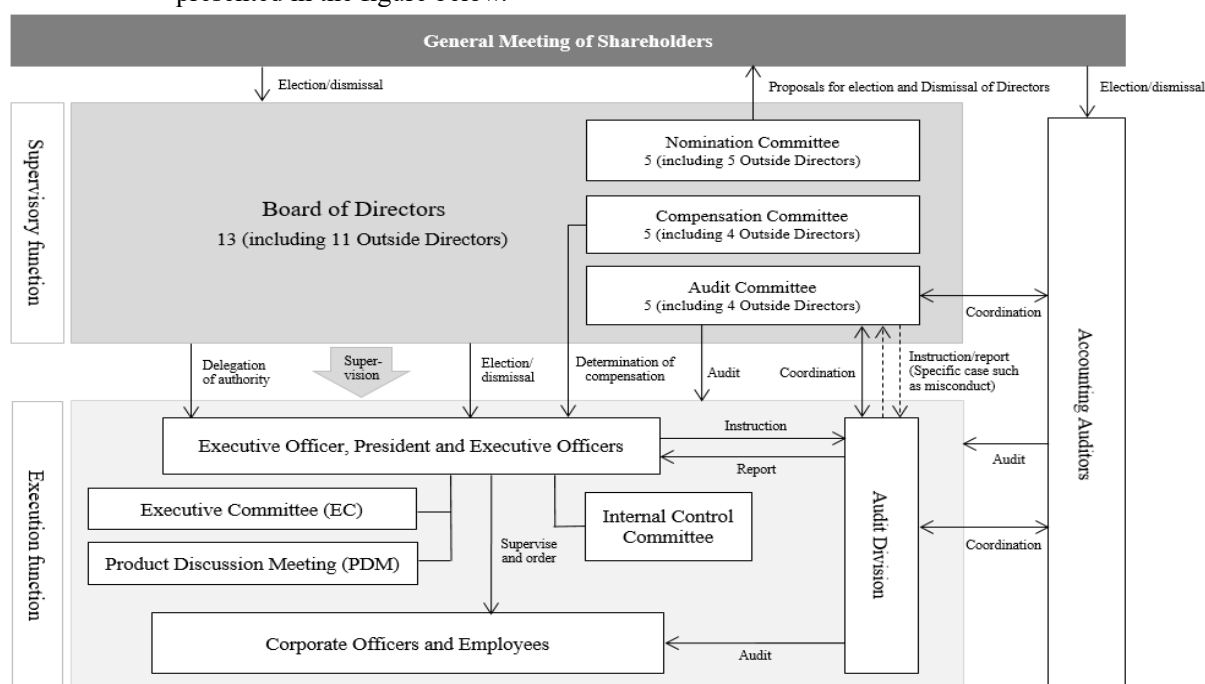 presented in the figure below.
General Meeting of Shareholders
Election/dismissal
Proposals for election and Dismissal of Directors
Election/dismissal
Supervisory function
Board of Directors
13 (including 11 Outside Directors)
Nomination Committee
5 (including 5 Outside Directors)
Compensation Committee
5 (including 4 Outside Directors)
Audit Committee
5 (including 4 Outside Directors)
Coordination
Accounting Auditors
Delegation
of authority
Super-
vision
Election/
dismissal
Determination of
compensation
Audit
Coordination
Instruction/report
(Specific case such
as misconduct)
Execution function
Executive Officer, President and Executive Officers
Instruction
Report
Audit
Audit Division
Executive Committee (EC)
Product Discussion Meeting (PDM)
Supervise
and order
Internal Control
Committee
Coordination
Corporate Officers and Employees
Audit